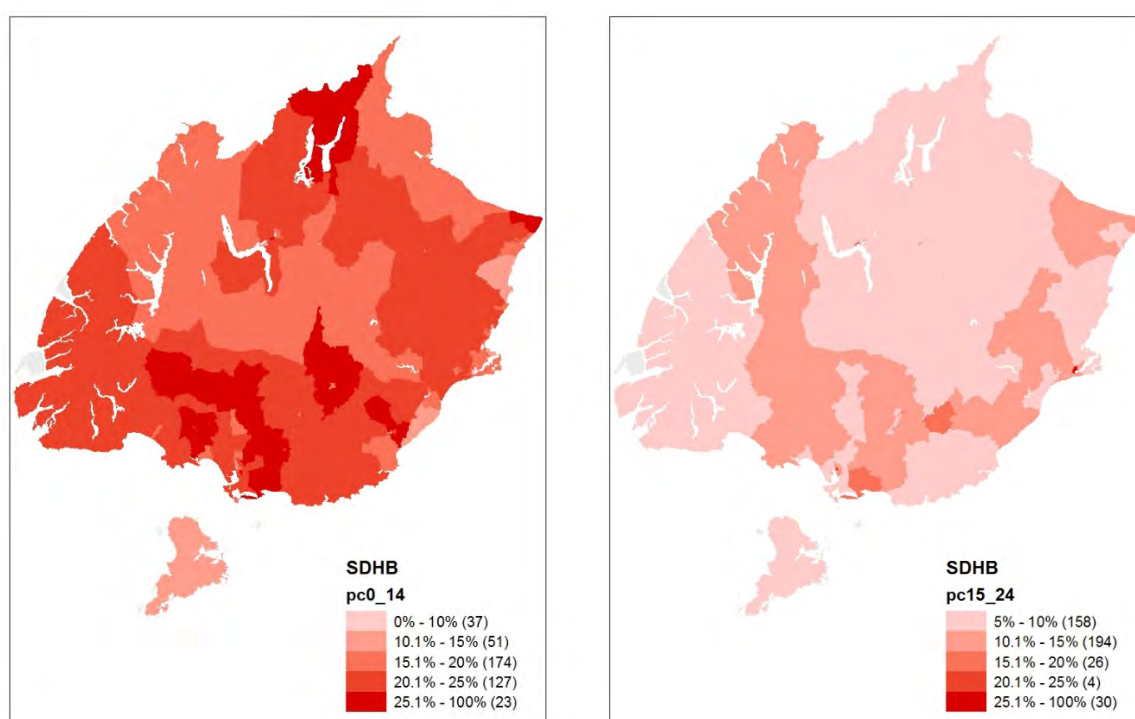 SDHB
pc0_14
0% - 10% (37)
10.1% - 15% (51)
15.1% - 20% (174)
20.1% - 25% (127)
25.1% - 100% (23)
SDHB
pc15_24
5% - 10% (158)
10.1% - 15% (194)
15.1% - 20% (26)
20.1% - 25% (4)
25.1% - 100% (30)